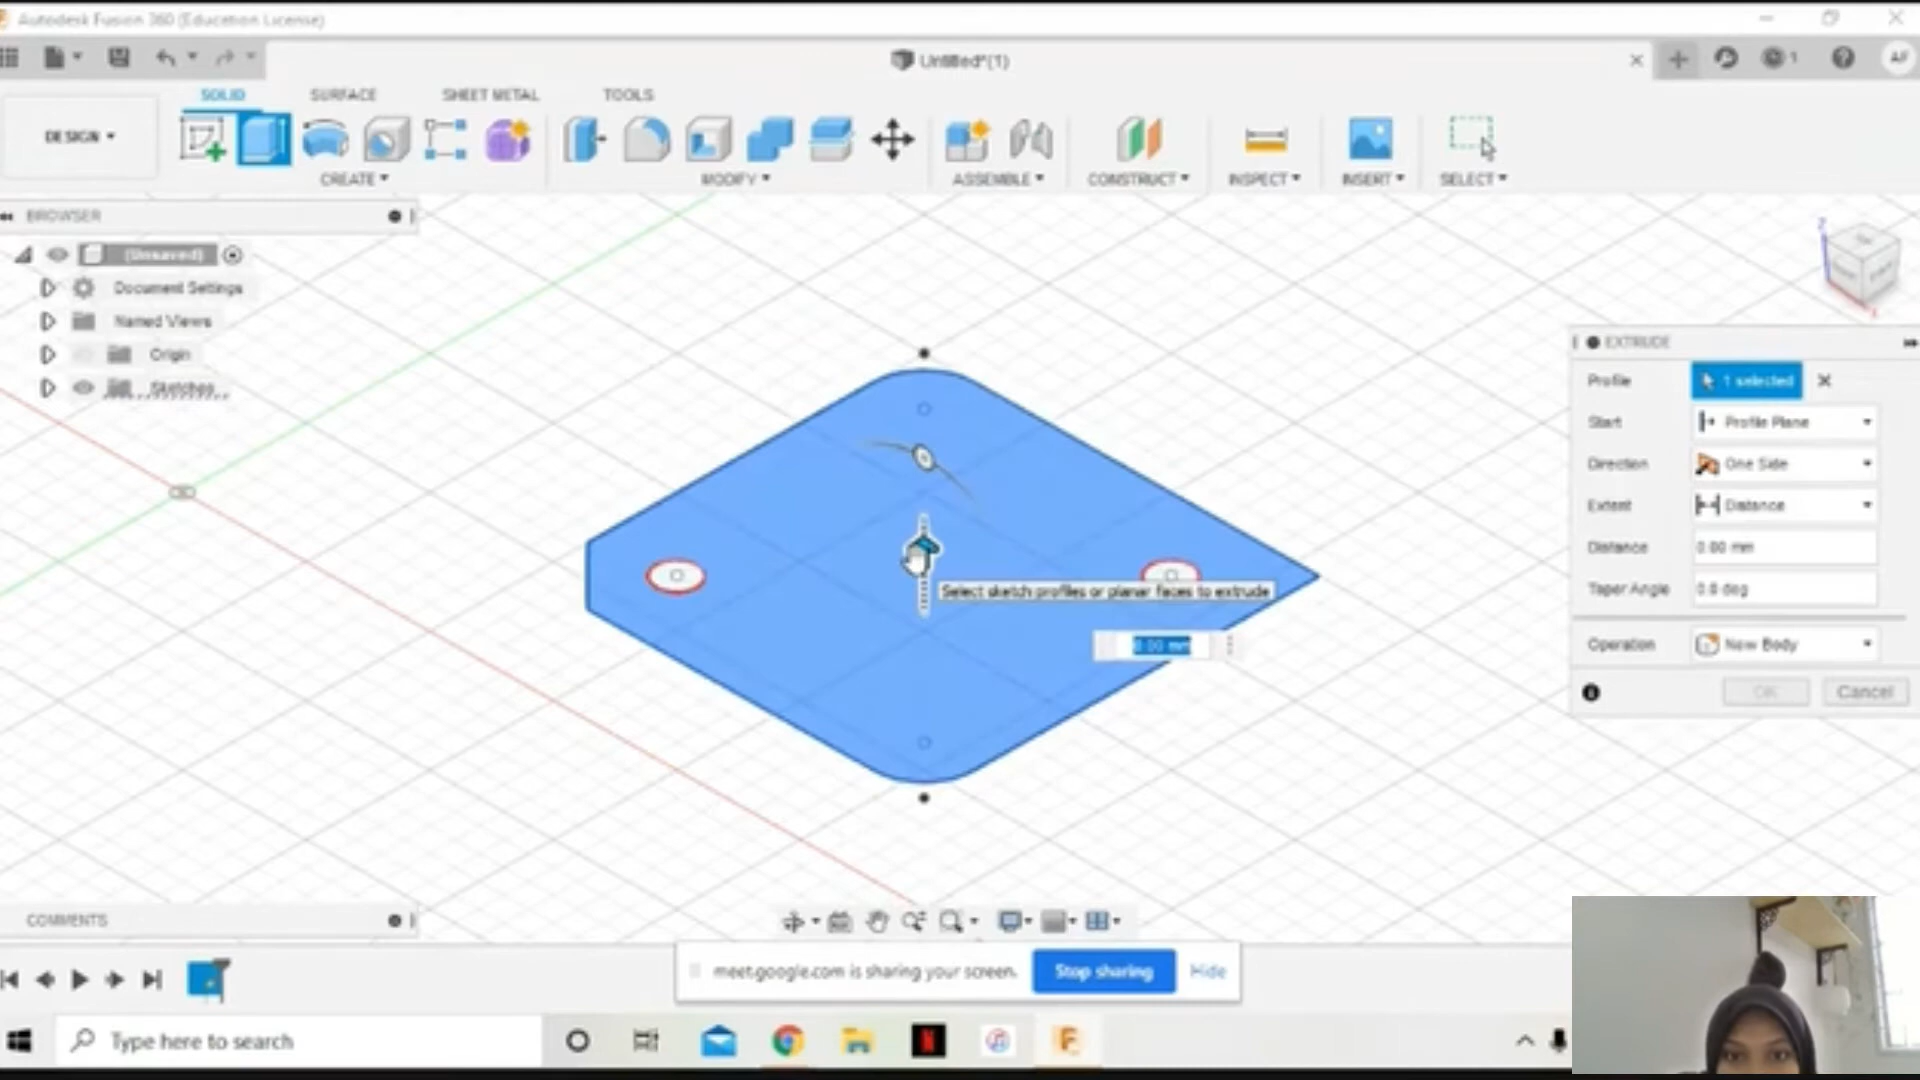 Autodesk Fusion 360 (Education License)
Untitled*(1)
1
AF
SOLID
SURFACE
SHEET METAL
TOOLS
DESIGN
CREATE
MODIFY
ASSEMBLE
CONSTRUCT
INSPECT
INSERT
SELECT
BROWSER
(Unsaved)
Document Settings
Named Views
Origin
Sketches
Z
X
EXTRUDE
Profile 1 selected
Start Profile Plane
Direction One Side
Extent Distance
Distance 0.00 mm
Taper Angle 0.0 deg
Operation New Body
OK Cancel
Select sketch profiles or planar faces to extrude
0.00 mm
COMMENTS
meet.google.com is sharing your screen.
Stop sharing
Hide
Type here to search